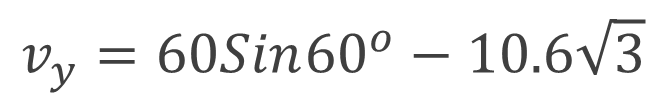 v_y = 60Sin60° − 10.6√3